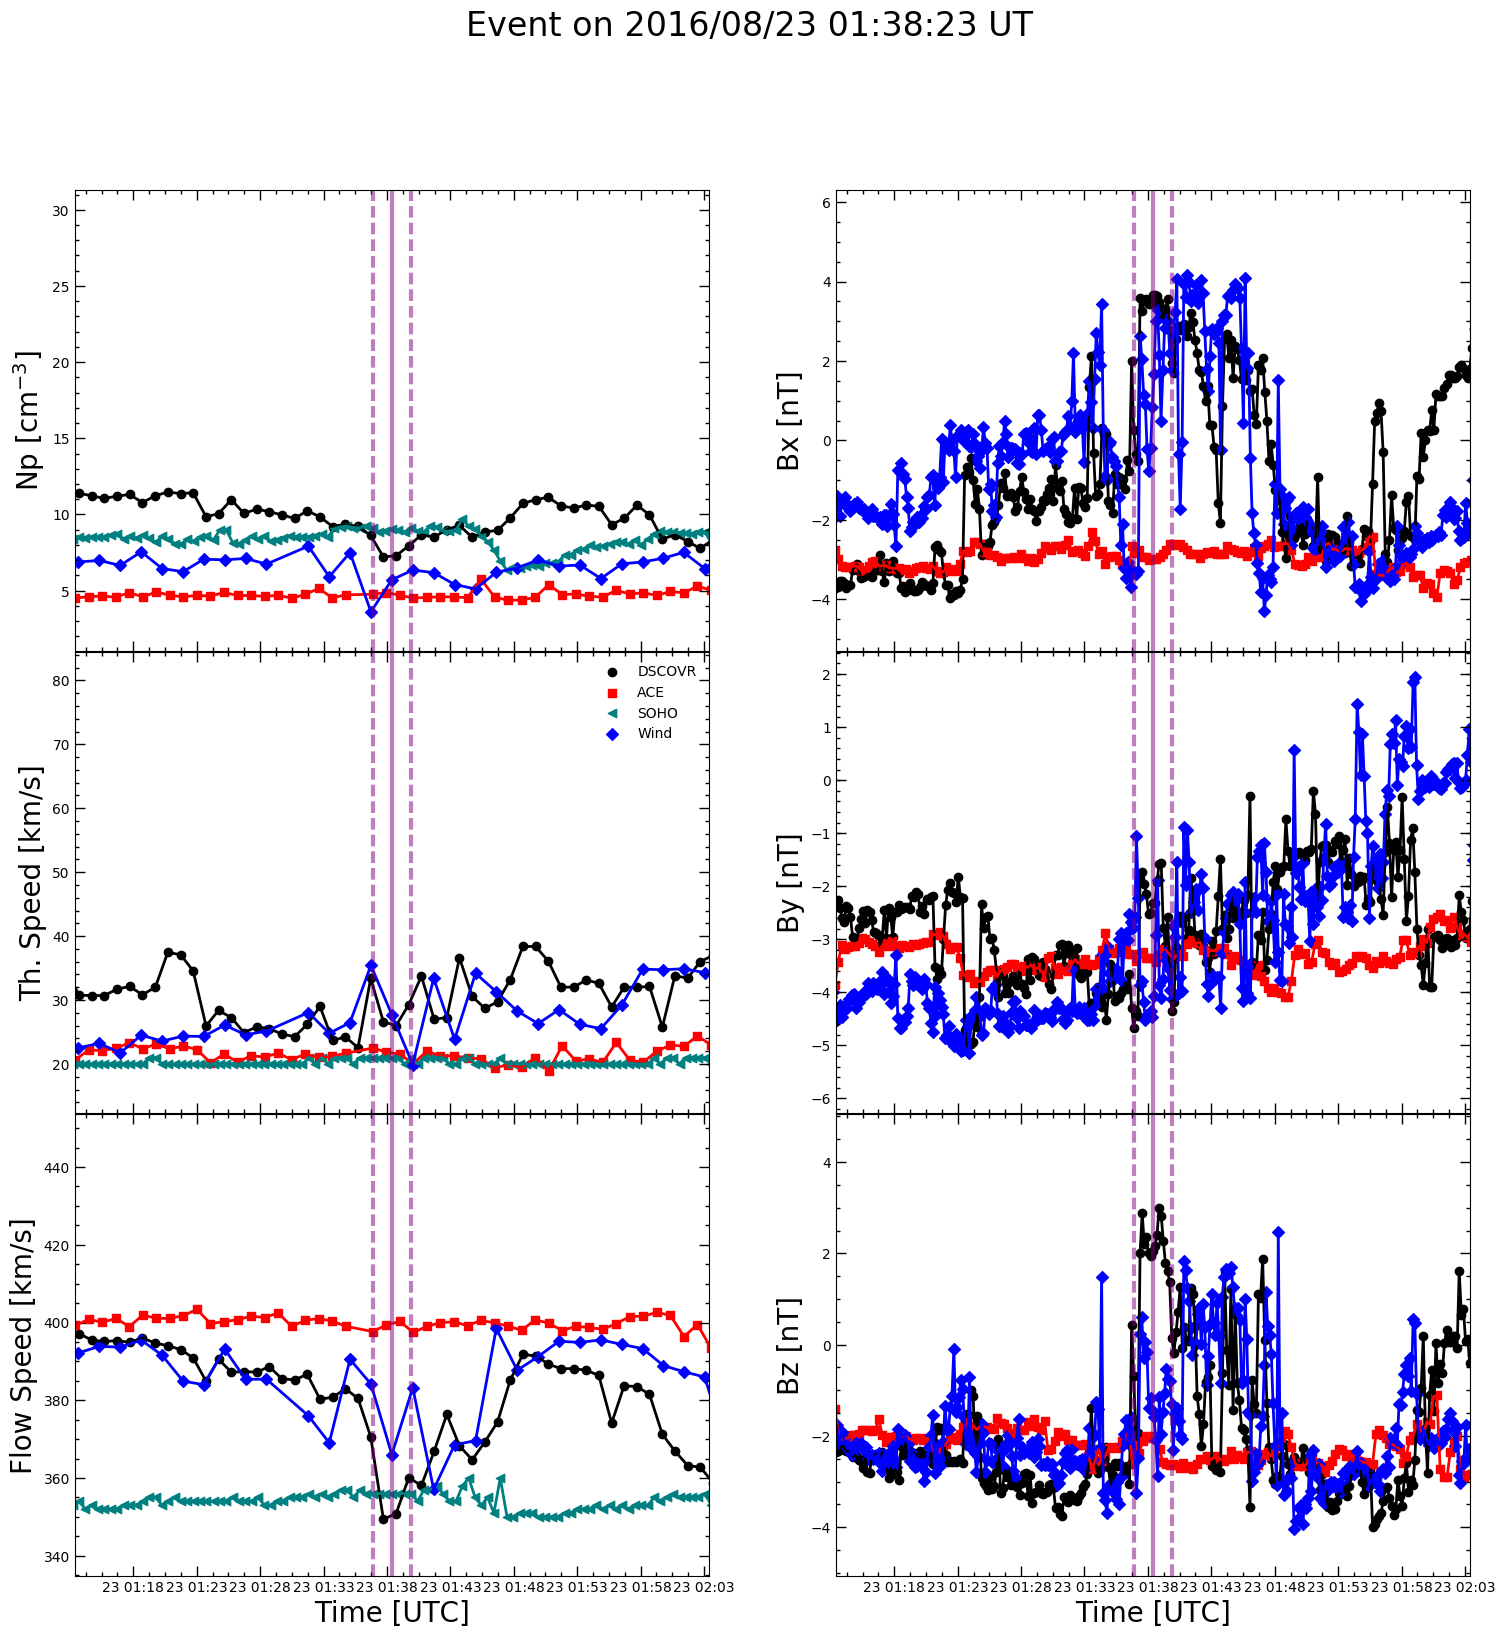 Event on 2016/08/23 01:38:23 UT
30
25
20
15
10
5
Np [cm⁻³]
6
4
2
0
−2
−4
Bx [nT]
DSCOVR
ACE
SOHO
Wind
80
70
60
50
40
30
20
Th. Speed [km/s]
2
1
0
−1
−2
−3
−4
−5
−6
By [nT]
440
420
400
380
360
340
Flow Speed [km/s]
23 01:18 23 01:23 23 01:28 23 01:33 23 01:38 23 01:43 23 01:48 23 01:53 23 01:58 23 02:03
Time [UTC]
4
2
0
−2
−4
Bz [nT]
23 01:18 23 01:23 23 01:28 23 01:33 23 01:38 23 01:43 23 01:48 23 01:53 23 01:58 23 02:03
Time [UTC]